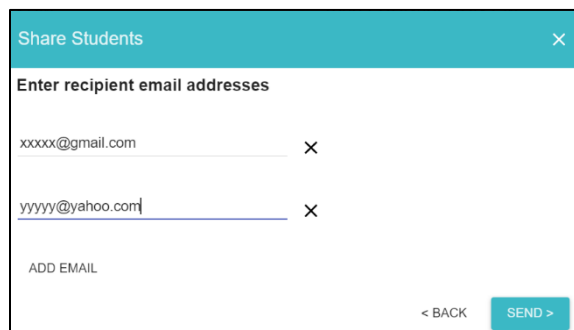 Share Students
Enter recipient email addresses
xxxxx@gmail.com
yyyyy@yahoo.com
ADD EMAIL
< BACK SEND >